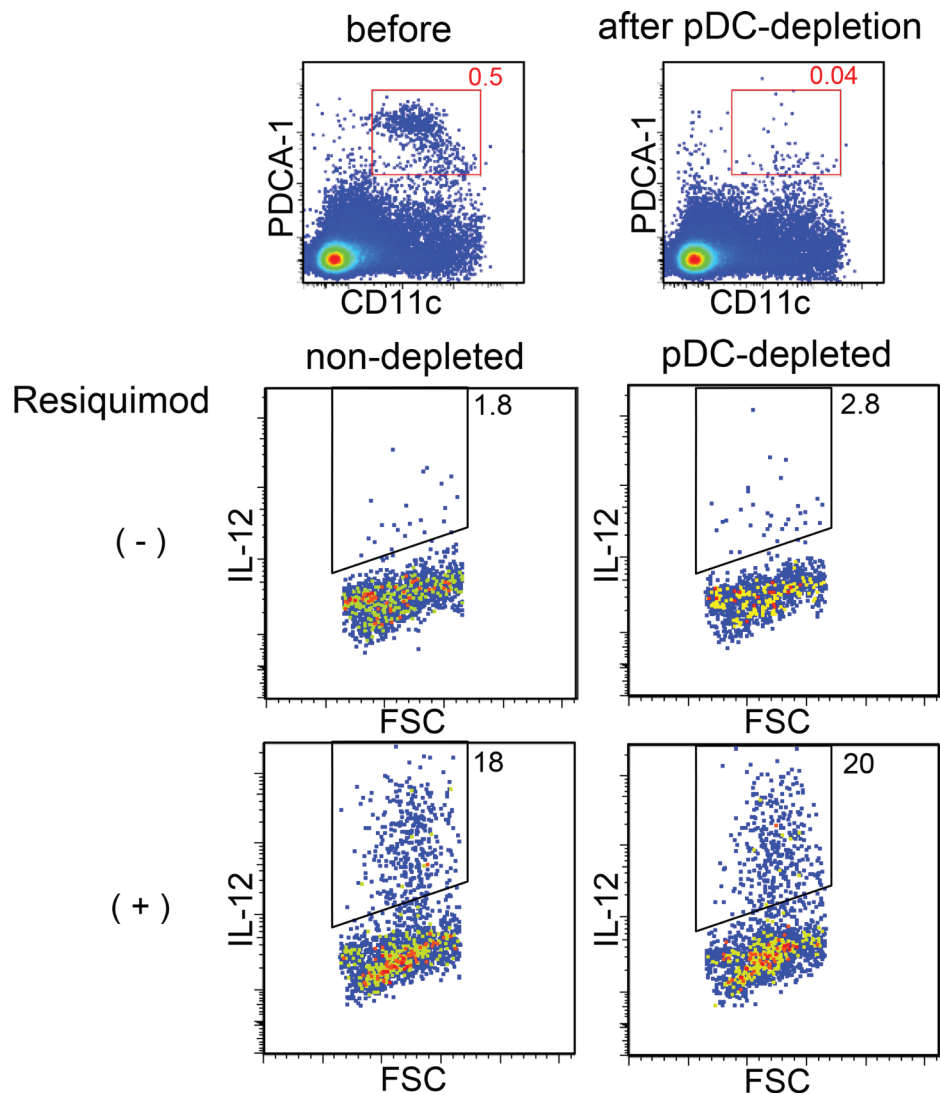 before
after pDC-depletion
0.5
0.04
PDCA-1
PDCA-1
CD11c
CD11c
non-depleted
pDC-depleted
Resiquimod
1.8
2.8
( - )
IL-12
IL-12
FSC
FSC
18
20
( + )
IL-12
IL-12
FSC
FSC